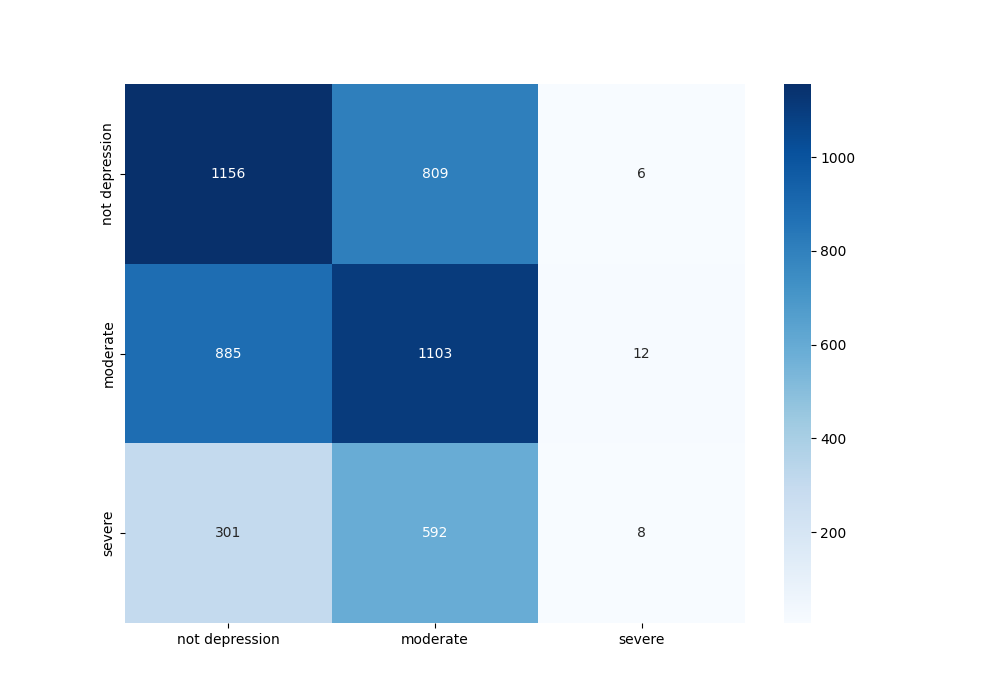 not depression 1156 809 6
moderate 885 1103 12
severe 301 592 8
not depression moderate severe
1000
800
600
400
200